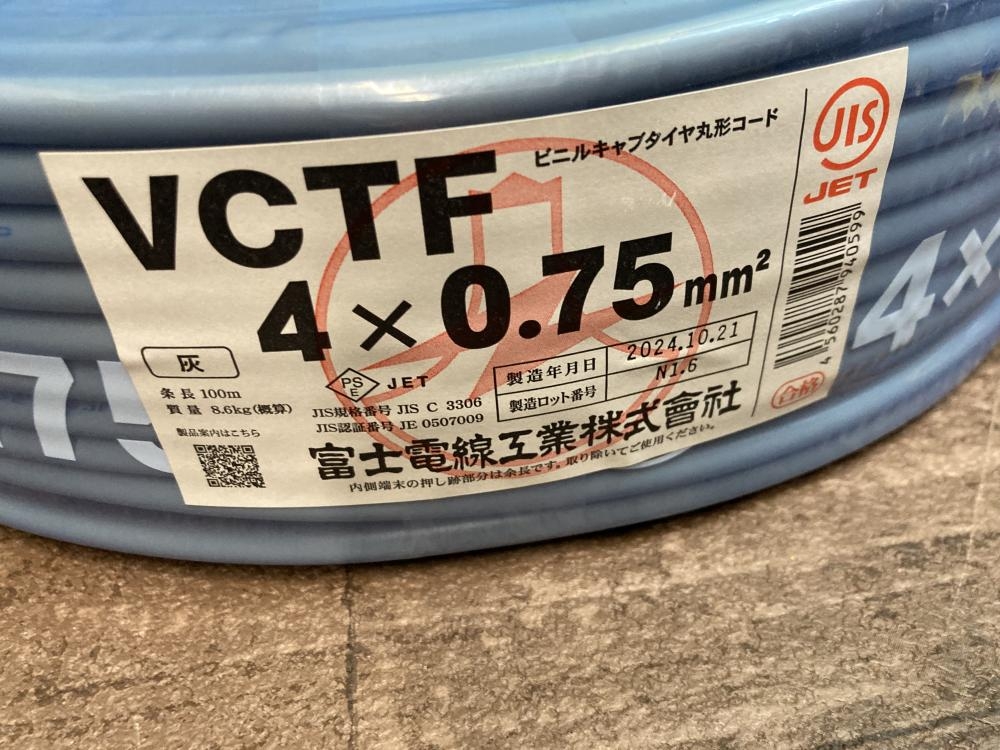 VCTF
ビニルキャブタイヤ丸形コード
4×0.75mm²
JIS
JET
4560287940599
合格
灰
条長 100m
質量 8.6kg(概算)
製品案内はこちら
PS
E
JET
JIS規格番号 JIS C 3306
JIS認証番号 JE 0507009
製造年月日 2024.10.21
製造ロット番号 N1.6
富士電線工業株式會社
内側端末の押し跡部分は余長です。取り除いてご使用ください。
75
4×